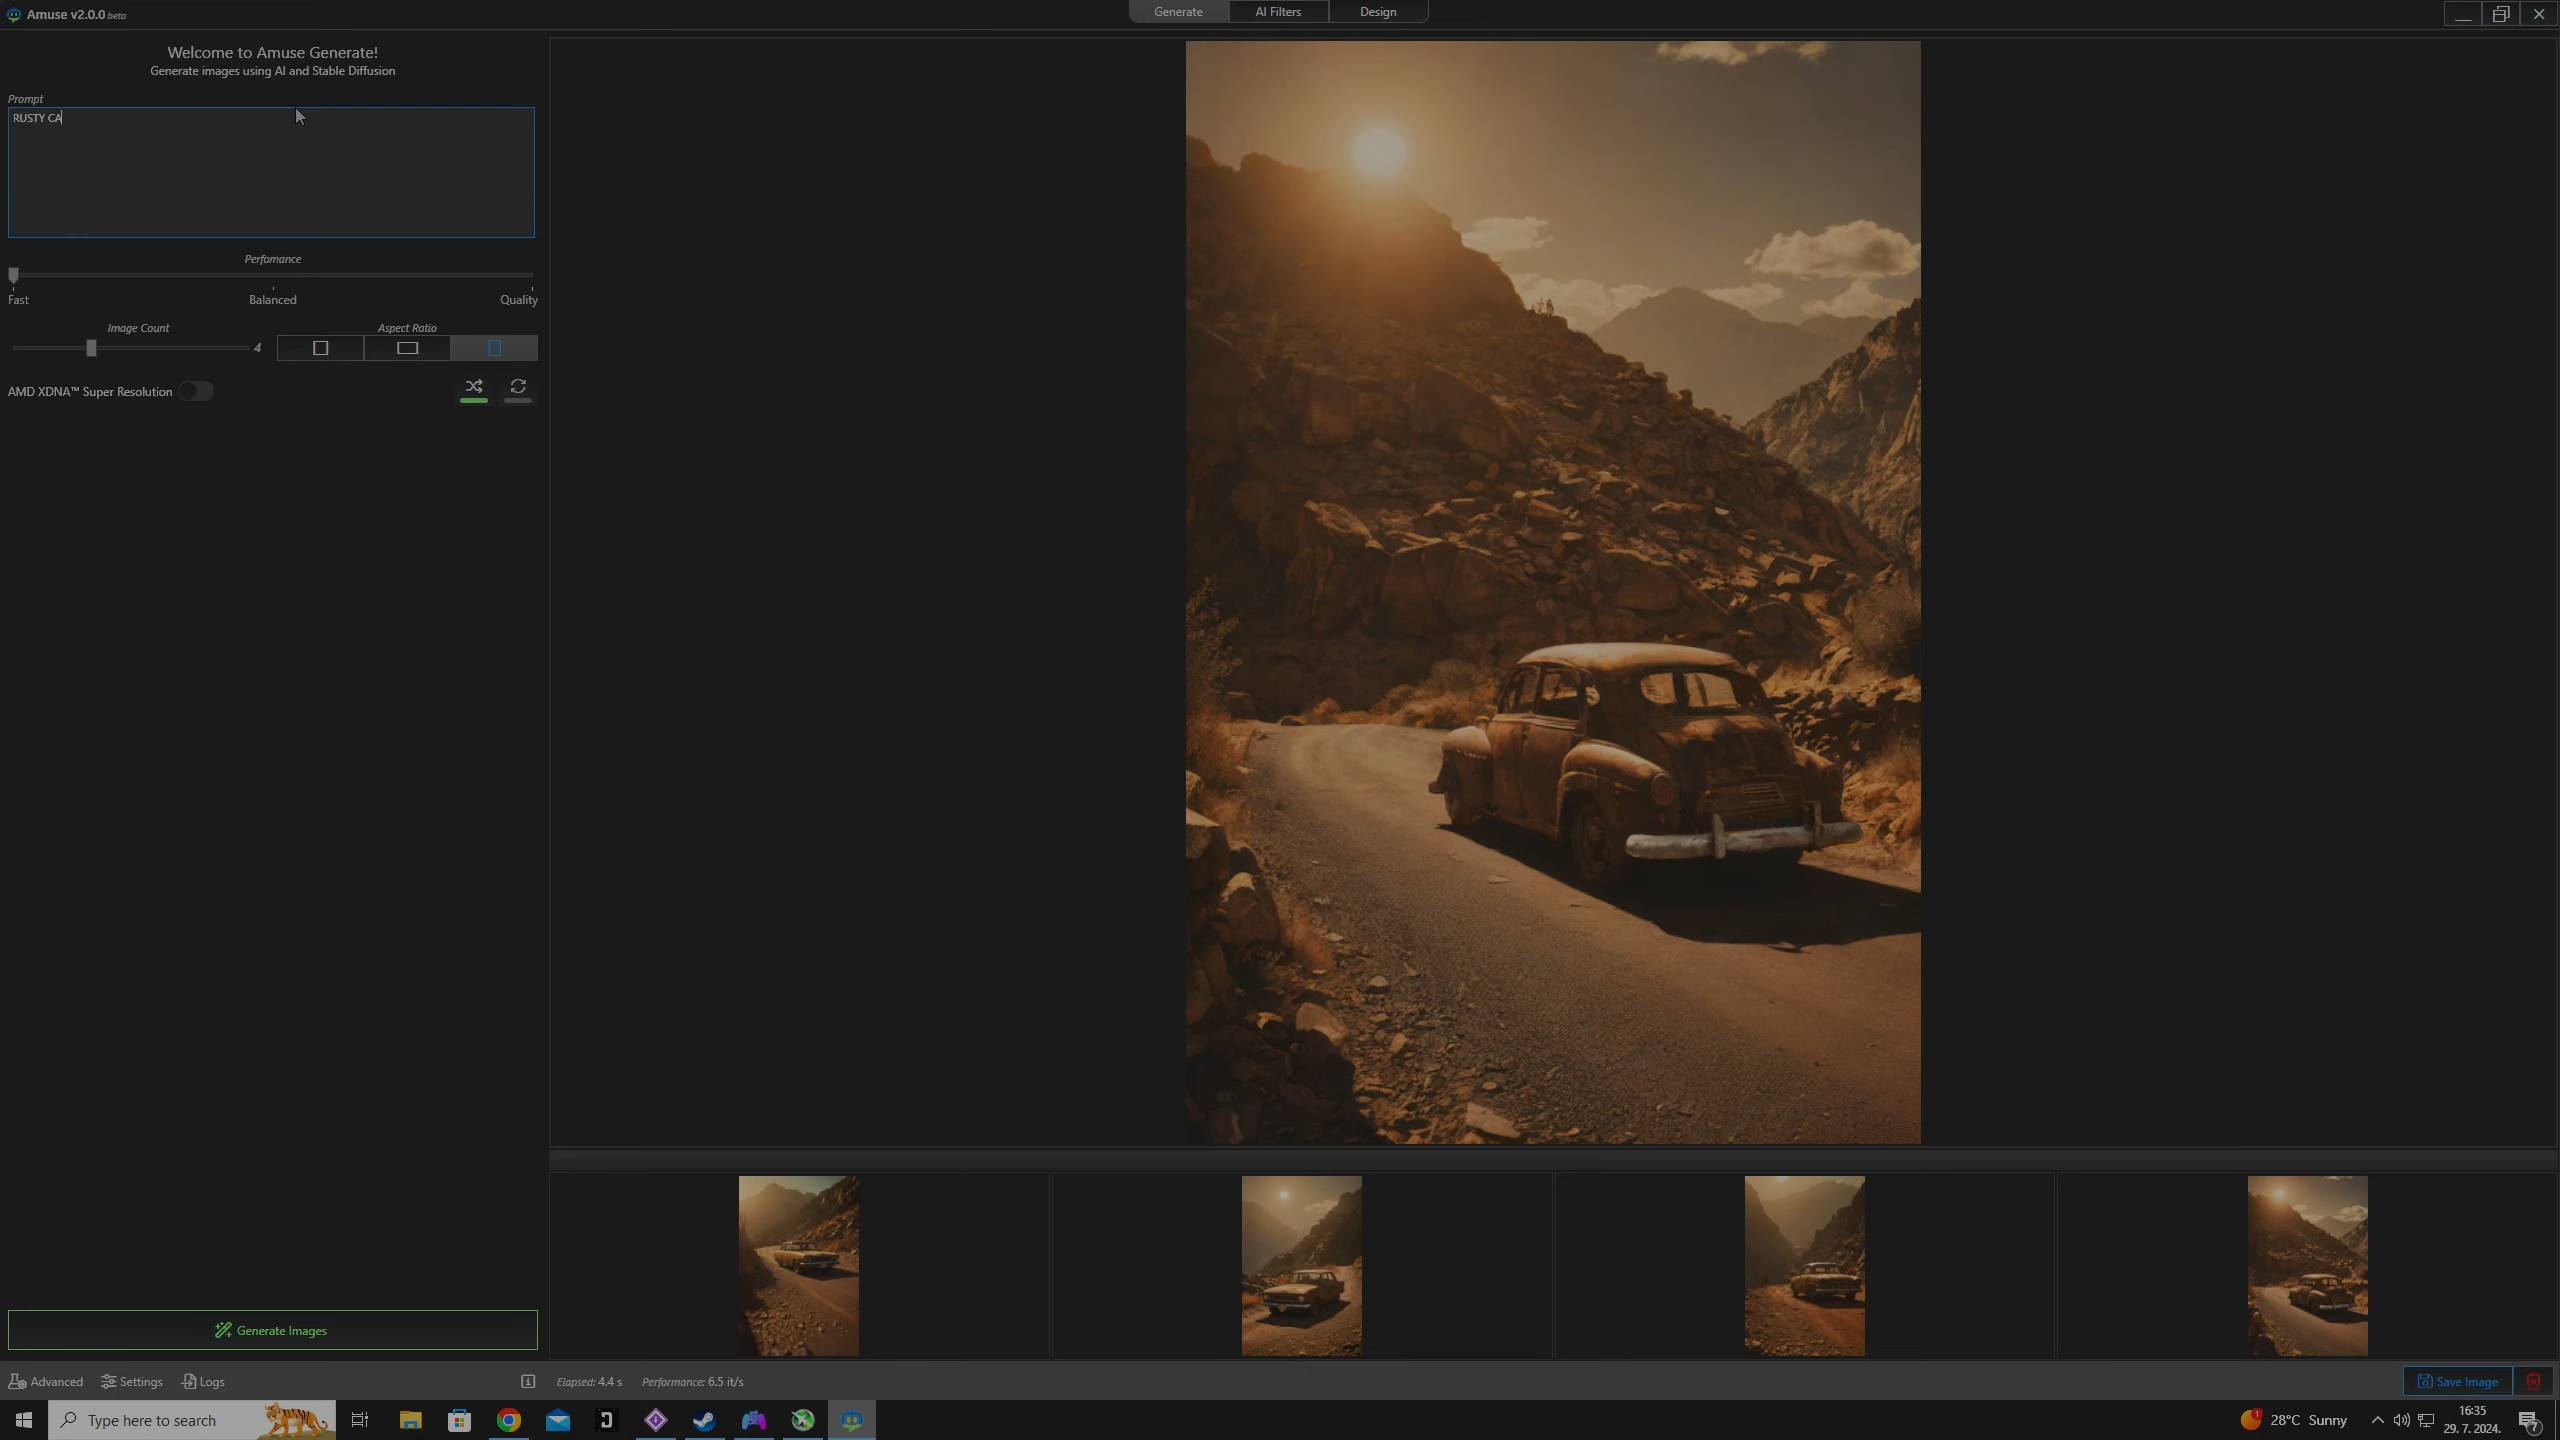 Amuse v2.0.0 beta
Generate
AI Filters
Design
Welcome to Amuse Generate!
Generate images using AI and Stable Diffusion
Prompt
RUSTY CA
Perfomance
Fast
Balanced
Quality
Image Count
Aspect Ratio
4
AMD XDNA™ Super Resolution
Generate Images
Advanced
Settings
Logs
Elapsed: 4.4 s
Performance: 6.5 it/s
Save Image
Type here to search
1
28°C Sunny
16:35
29. 7. 2024.
7